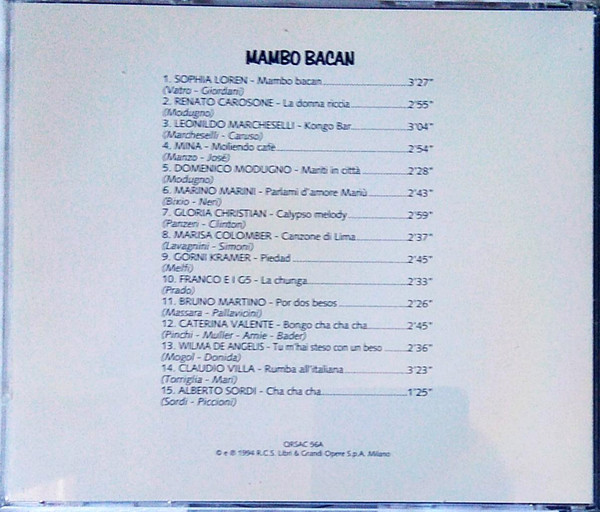 MAMBO BACAN
1. SOPHIA LOREN - Mambo bacan 3'27"
(Vatro - Giordani)
2. RENATO CAROSONE - La donna riccia 2'55"
(Modugno)
3. LEONILDO MARCHESELLI - Kongo Bar 3'04"
(Marcheselli - Caruso)
4. MINA - Moliendo cafè 2'54"
(Manzo - José)
5. DOMENICO MODUGNO - Mariti in città 2'28"
(Modugno)
6. MARINO MARINI - Parlami d'amore Mariù 2'43"
(Bixio - Neri)
7. GLORIA CHRISTIAN - Calypso melody 2'59"
(Panzeri - Clinton)
8. MARISA COLOMBER - Canzone di Lima 2'37"
(Lavagnini - Simoni)
9. GORNI KRAMER - Piedad 2'45"
(Melfi)
10. FRANCO E I G5 - La chunga 2'33"
(Prado)
11. BRUNO MARTINO - Por dos besos 2'26"
(Massara - Pallavicini)
12. CATERINA VALENTE - Bongo cha cha cha 2'45"
(Pinchi - Muller - Arnie - Bader)
13. WILMA DE ANGELIS - Tu m'hai steso con un beso 2'36"
(Mogol - Donida)
14. CLAUDIO VILLA - Rumba all'italiana 3'23"
(Torriglia - Mari)
15. ALBERTO SORDI - Cha cha cha 1'25"
(Sordi - Piccioni)
QRSAC 56A
© e ℗ 1994 R.C.S. Libri & Grandi Opere S.p.A. Milano